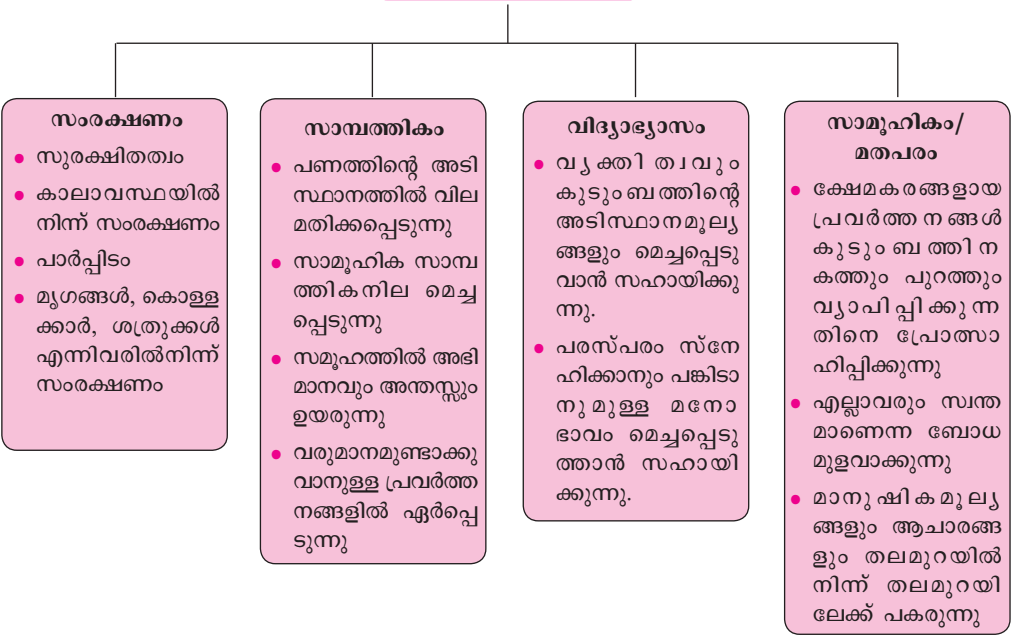 സംരക്ഷണം
● സുരക്ഷിതത്വം
● കാലാവസ്ഥയിൽ
നിന്ന് സംരക്ഷണം
● പാർപ്പിടം
● മൃഗങ്ങൾ, കൊള്ള
ക്കാർ, ശത്രുക്കൾ
എന്നിവരിൽനിന്ന്
സംരക്ഷണം
സാമ്പത്തികം
● പണത്തിന്റെ അടി
സ്ഥാനത്തിൽ വില
മതിക്കപ്പെടുന്നു
● സാമൂഹിക സാമ്പ
ത്തികനില മെച്ച
പ്പെടുന്നു
● സമൂഹത്തിൽ അഭി
മാനവും അന്തസ്സും
ഉയരുന്നു
● വരുമാനമുണ്ടാക്കു
വാനുള്ള പ്രവർത്ത
നങ്ങളിൽ ഏർപ്പെ
ടുന്നു
വിദ്യാഭ്യാസം
● വ്യക്തിത്വവും
കുടുംബത്തിന്റെ
അടിസ്ഥാനമൂല്യ
ങ്ങളും മെച്ചപ്പെടു
വാൻ സഹായിക്കു
ന്നു.
● പരസ്പരം സ്നേ
ഹിക്കാനും പങ്കിടാ
നുമുള്ള മനോ
ഭാവം മെച്ചപ്പെടു
ത്താൻ സഹായി
ക്കുന്നു.
സാമൂഹികം/
മതപരം
● ക്ഷേമകരങ്ങളായ
പ്രവർത്തനങ്ങൾ
കുടുംബത്തിന
കത്തും പുറത്തും
വ്യാപിപ്പിക്കുന്ന
തിനെ പ്രോത്സാ
ഹിപ്പിക്കുന്നു
● എല്ലാവരും സ്വന്ത
മാണെന്ന ബോധ
മുളവാക്കുന്നു
● മാനുഷികമൂല്യ
ങ്ങളും ആചാരങ്ങ
ളും തലമുറയിൽ
നിന്ന് തലമുറയി
ലേക്ക് പകരുന്നു